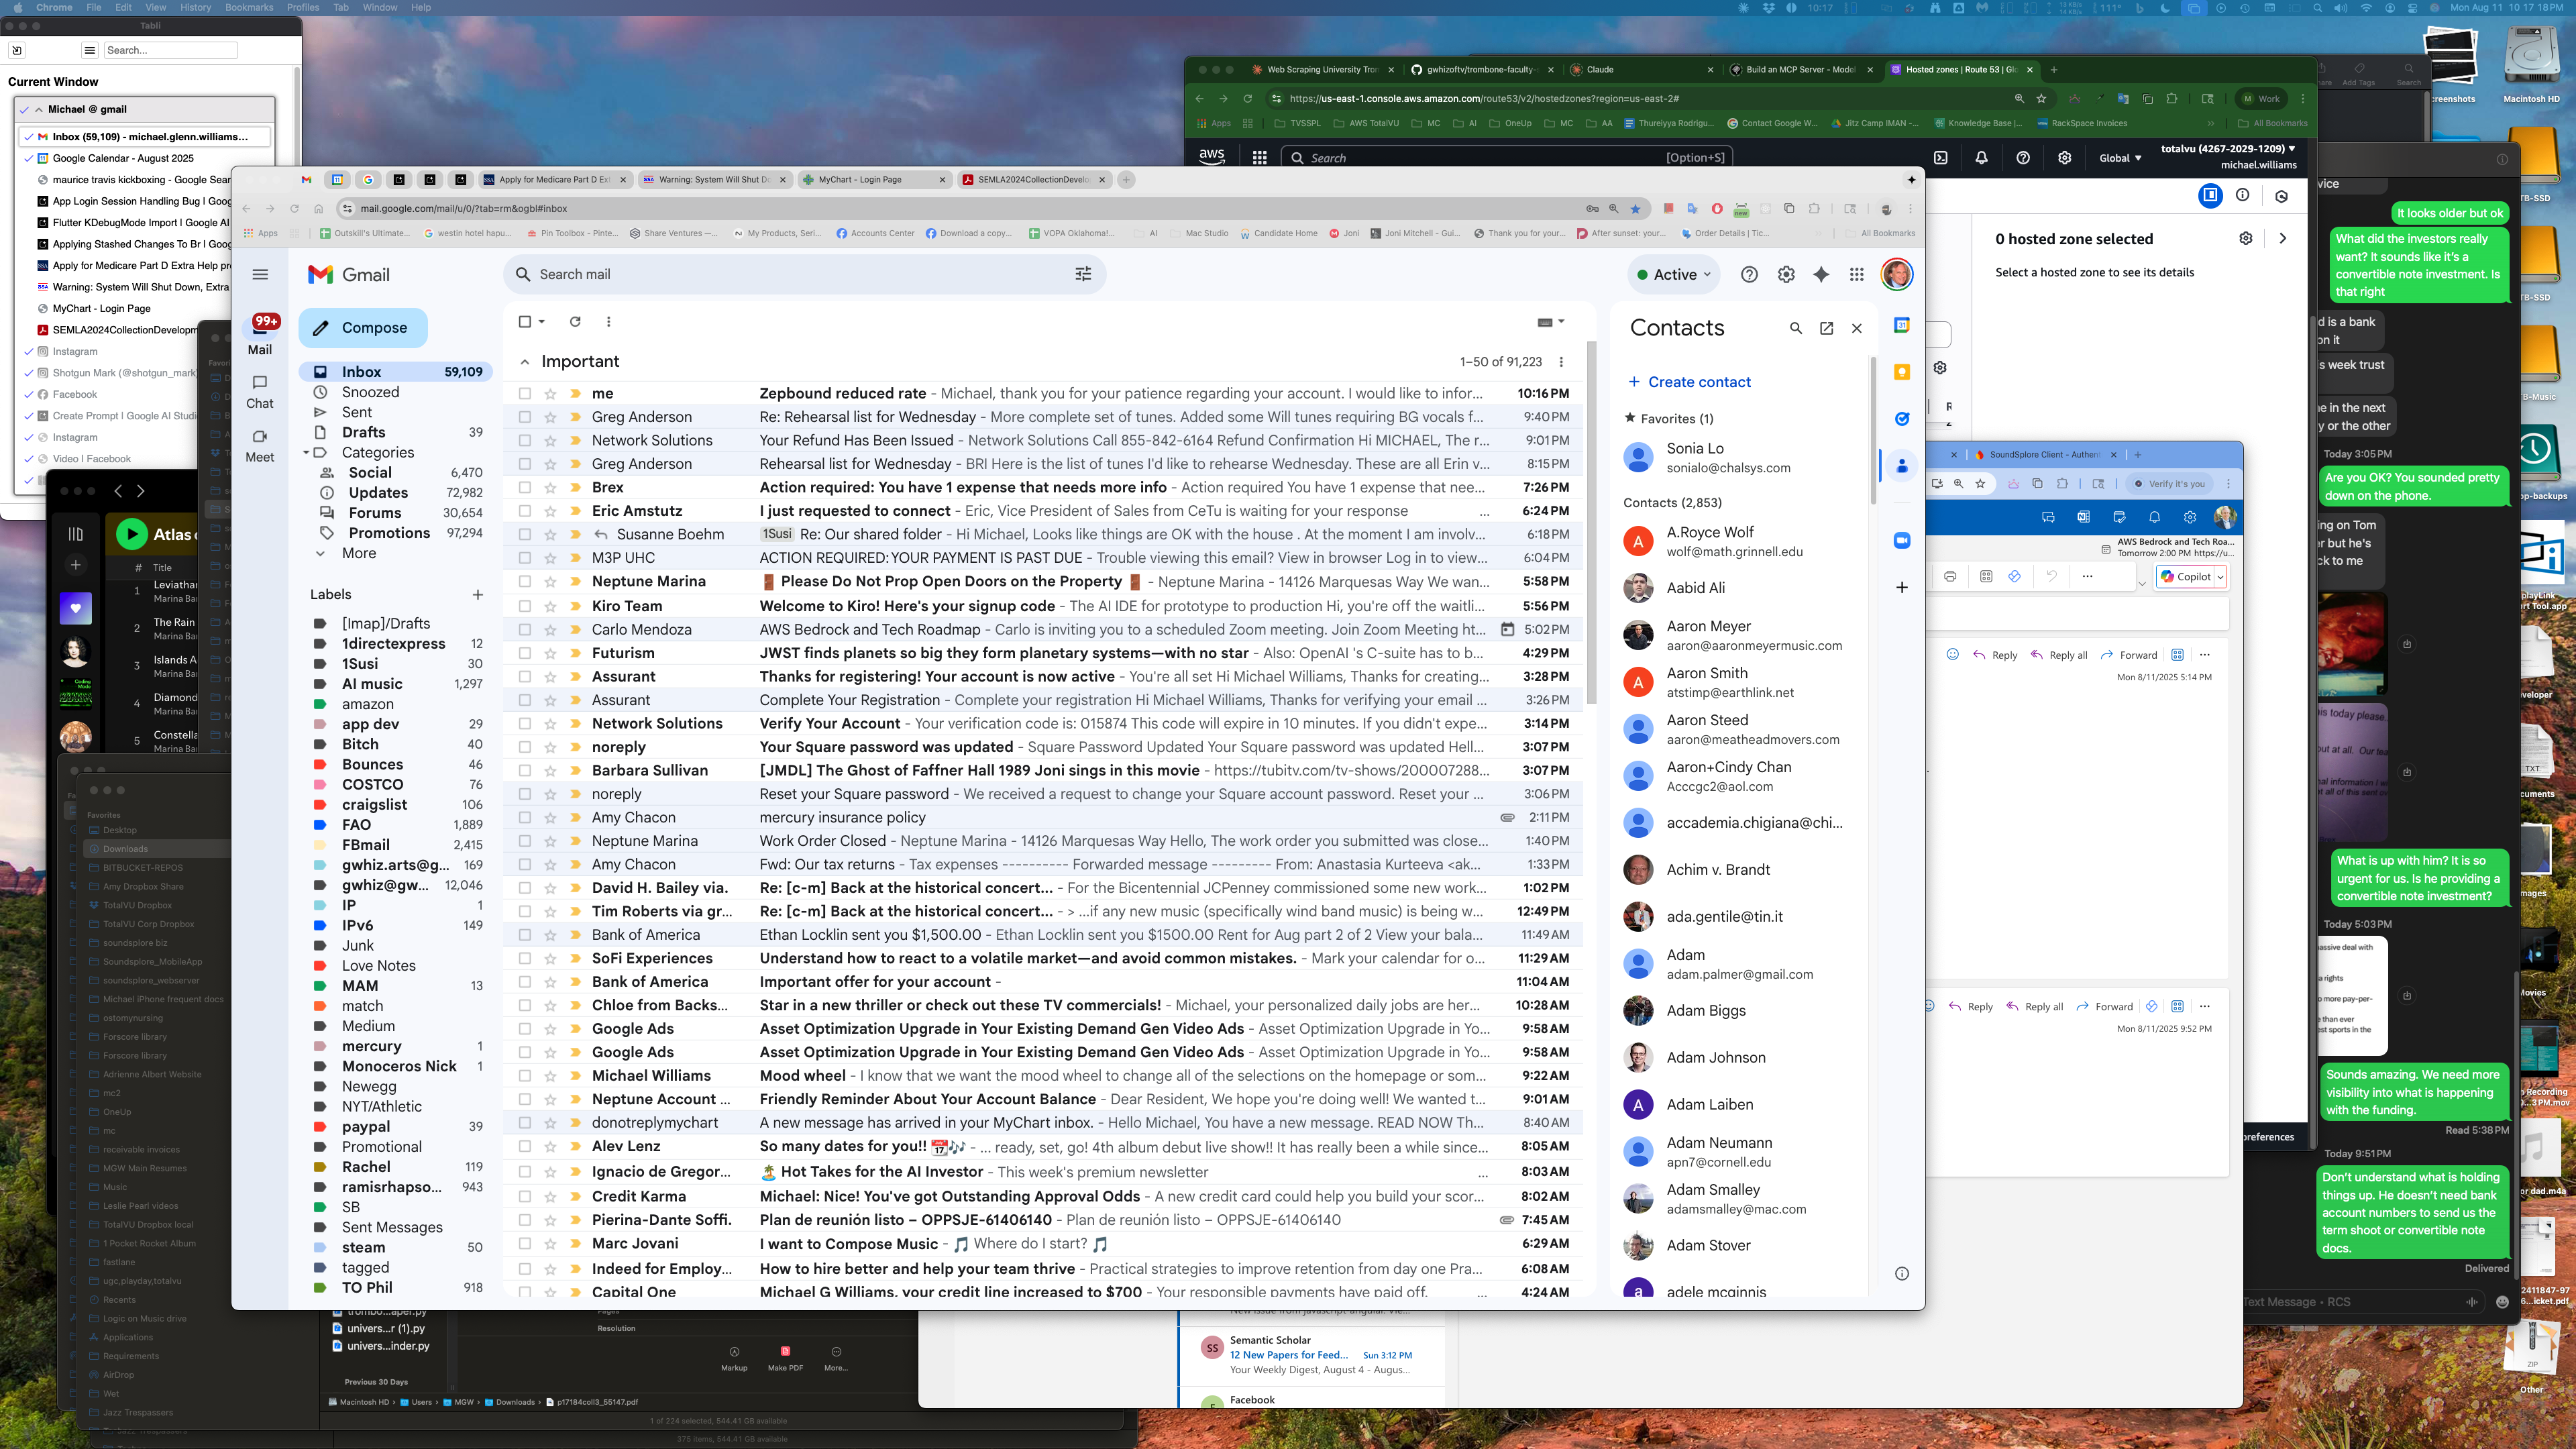 Chrome File Edit View History Bookmarks Profiles Tab Window Help
10:17
111°
Mon Aug 11 10 17 18 PM
Tabli
Search...
Current Window
Michael @ gmail
Inbox (59,109) - michael.glenn.williams...
Google Calendar - August 2025
maurice travis kickboxing - Google Sear
App Login Session Handling Bug | Goog
Flutter KDebugMode Import | Google AI
Applying Stashed Changes To Br | Goog
Apply for Medicare Part D Extra Help pr
Warning: System Will Shut Down, Extra
MyChart - Login Page
SEMLA2024CollectionDevelopm
Instagram
Shotgun Mark (@shotgun_mark)
Facebook
Create Prompt | Google AI Studi
Instagram
Video | Facebook
Web Scraping University Tron
gwhizoftv/trombone-faculty-
Claude
Build an MCP Server - Model
Hosted zones | Route 53 | Glo
https://us-east-1.console.aws.amazon.com/route53/v2/hostedzones?region=us-east-2#
M Work
Apps
TVSSPL
AWS TotalVU
MC
AI
OneUp
MC
AA
Thureiyya Rodrigu...
Contact Google W...
Jitz Camp IMAN -...
Knowledge Base |...
RackSpace Invoices
All Bookmarks
aws
Search
[Option+S]
Global
totalvu (4267-2029-1209)
michael.williams
0 hosted zone selected
Select a hosted zone to see its details
Add Tags
Search
Macintosh HD
Apply for Medicare Part D Ext
Warning: System Will Shut Do
MyChart - Login Page
SEMLA2024CollectionDevelo
mail.google.com/mail/u/0/?tab=rm&ogbl#inbox
Apps
Outskill's Ultimate...
westin hotel hapu...
Pin Toolbox - Pinte...
Share Ventures —...
My Products, Seri...
Accounts Center
Download a copy...
VOPA Oklahoma!...
AI
Mac Studio
Candidate Home
Joni
Joni Mitchell - Gui...
Thank you for your...
After sunset: your...
Order Details | Tic...
All Bookmarks
Gmail
Search mail
Active
99+
Mail
Chat
Meet
Compose
Inbox 59,109
Snoozed
Sent
Drafts 39
Categories
Social 6,470
Updates 72,982
Forums 30,654
Promotions 97,294
More
Labels
[Imap]/Drafts
1directexpress 12
1Susi 30
AI music 1,297
amazon
app dev 29
Bitch 40
Bounces 46
COSTCO 76
craigslist 106
FAO 1,889
FBmail 2,415
gwhiz.arts@g... 169
gwhiz@gw... 12,046
IP 1
IPv6 149
Junk
Love Notes
MAM 13
match
Medium
mercury 1
Monoceros Nick 1
Newegg
NYT/Athletic
paypal 39
Promotional
Rachel 119
ramisrhapso... 943
SB
Sent Messages
steam 50
tagged
TO Phil 918
Important
1–50 of 91,223
me Zepbound reduced rate - Michael, thank you for your patience regarding your account. I would like to infor... 10:16 PM
Greg Anderson Re: Rehearsal list for Wednesday - More complete set of tunes. Added some Will tunes requiring BG vocals f... 9:40 PM
Network Solutions Your Refund Has Been Issued - Network Solutions Call 855-842-6164 Refund Confirmation Hi MICHAEL, The r... 9:01 PM
Greg Anderson Rehearsal list for Wednesday - BRI Here is the list of tunes I'd like to rehearse Wednesday. These are all Erin v... 8:15 PM
Brex Action required: You have 1 expense that needs more info - Action required You have 1 expense that nee... 7:26 PM
Eric Amstutz I just requested to connect - Eric, Vice President of Sales from CeTu is waiting for your response ... 6:24 PM
Susanne Boehm 1Susi Re: Our shared folder - Hi Michael, Looks like things are OK with the house . At the moment I am involv... 6:18 PM
M3P UHC ACTION REQUIRED:YOUR PAYMENT IS PAST DUE - Trouble viewing this email? View in browser Log in to view... 6:04 PM
Neptune Marina 🚪 Please Do Not Prop Open Doors on the Property 🚪 - Neptune Marina - 14126 Marquesas Way We wan... 5:58 PM
Kiro Team Welcome to Kiro! Here's your signup code - The AI IDE for prototype to production Hi, you're off the waitli... 5:56 PM
Carlo Mendoza AWS Bedrock and Tech Roadmap - Carlo is inviting you to a scheduled Zoom meeting. Join Zoom Meeting ht... 5:02 PM
Futurism JWST finds planets so big they form planetary systems—with no star - Also: OpenAI 's C-suite has to b... 4:29 PM
Assurant Thanks for registering! Your account is now active - You're all set Hi Michael Williams, Thanks for creating... 3:28 PM
Assurant Complete Your Registration - Complete your registration Hi Michael Williams, Thanks for verifying your email ... 3:26 PM
Network Solutions Verify Your Account - Your verification code is: 015874 This code will expire in 10 minutes. If you didn't expe... 3:14 PM
noreply Your Square password was updated - Square Password Updated Your Square password was updated Hell... 3:07 PM
Barbara Sullivan [JMDL] The Ghost of Faffner Hall 1989 Joni sings in this movie - https://tubitv.com/tv-shows/200007288... 3:07 PM
noreply Reset your Square password - We received a request to change your Square account password. Reset your ... 3:06 PM
Amy Chacon mercury insurance policy 2:11 PM
Neptune Marina Work Order Closed - Neptune Marina - 14126 Marquesas Way Hello, The work order you submitted was close... 1:40 PM
Amy Chacon Fwd: Our tax returns - Tax expenses ---------- Forwarded message --------- From: Anastasia Kurteeva <ak... 1:33 PM
David H. Bailey via. Re: [c-m] Back at the historical concert... - For the Bicentennial JCPenney commissioned some new work... 1:02 PM
Tim Roberts via gr... Re: [c-m] Back at the historical concert... - > ...if any new music (specifically wind band music) is being w... 12:49 PM
Bank of America Ethan Locklin sent you $1,500.00 - Ethan Locklin sent you $1500.00 Rent for Aug part 2 of 2 View your bala... 11:49 AM
SoFi Experiences Understand how to react to a volatile market—and avoid common mistakes. - Mark your calendar for o... 11:29 AM
Bank of America Important offer for your account - 11:04 AM
Chloe from Backs... Star in a new thriller or check out these TV commercials! - Michael, your personalized daily jobs are her... 10:28 AM
Google Ads Asset Optimization Upgrade in Your Existing Demand Gen Video Ads - Asset Optimization Upgrade in Yo... 9:58 AM
Google Ads Asset Optimization Upgrade in Your Existing Demand Gen Video Ads - Asset Optimization Upgrade in Yo... 9:58 AM
Michael Williams Mood wheel - I know that we want the mood wheel to change all of the selections on the homepage or som... 9:22 AM
Neptune Account ... Friendly Reminder About Your Account Balance - Dear Resident, We hope you're doing well! We wanted t... 9:01 AM
donotreplymychart A new message has arrived in your MyChart inbox. - Hello Michael, You have a new message. READ NOW Th... 8:40 AM
Alev Lenz So many dates for you!! 📆🎶 - ... ready, set, go! 4th album debut live show!! It has really been a while since... 8:05 AM
Ignacio de Gregor... 🏝️ Hot Takes for the AI Investor - This week's premium newsletter ... 8:03 AM
Credit Karma Michael: Nice! You've got Outstanding Approval Odds - A new credit card could help you build your scor... 8:02 AM
Pierina-Dante Soffi. Plan de reunión listo – OPPSJE-61406140 - Plan de reunión listo – OPPSJE-61406140 7:45 AM
Marc Jovani I want to Compose Music - 🎵 Where do I start? 🎵 6:29 AM
Indeed for Employ... How to hire better and help your team thrive - Practical strategies to improve retention from day one Pra... 6:08 AM
Capital One Michael G Williams, your credit line increased to $700 - Your responsible payments have paid off. 4:24 AM
Contacts
Create contact
Favorites (1)
Sonia Lo
sonialo@chalsys.com
Contacts (2,853)
A.Royce Wolf
wolf@math.grinnell.edu
Aabid Ali
Aaron Meyer
aaron@aaronmeyermusic.com
Aaron Smith
atstimp@earthlink.net
Aaron Steed
aaron@meatheadmovers.com
Aaron+Cindy Chan
Acccgc2@aol.com
accademia.chigiana@chi...
Achim v. Brandt
ada.gentile@tin.it
Adam
adam.palmer@gmail.com
Adam Biggs
Adam Johnson
Adam Laiben
Adam Neumann
apn7@cornell.edu
Adam Smalley
adamsmalley@mac.com
Adam Stover
adele mcginnis
SoundSplore Client - Authen
Verify it's you
AWS Bedrock and Tech Roa...
Tomorrow 2:00 PM https://u...
Copilot
Reply Reply all Forward
Mon 8/11/2025 5:14 PM
Reply Reply all Forward
Mon 8/11/2025 9:52 PM
preferences
vice
It looks older but ok
What did the investors really
want? It sounds like it's a
convertible note investment. Is
that right
d is a bank
on it
s week trust
e in the next
y or the other
Today 3:05 PM
Are you OK? You sounded pretty
down on the phone.
ing on Tom
r but he's
ck to me
What is up with him? It is so
urgent for us. Is he providing a
convertible note investment?
Today 5:03 PM
assive deal with
a rights
o more pay-per-
e than ever
est sports in the
Sounds amazing. We need more
visibility into what is happening
with the funding.
Read 5:38 PM
Today 9:51 PM
Don't understand what is holding
things up. He doesn't need bank
account numbers to send us the
term shoot or convertible note
docs.
Delivered
Text Message • RCS
Atlas
# Title
1 Leviathan
Marina Bar
2 The Rain
Marina Bar
3 Islands A
Marina Bar
4 Diamond
Marina Bar
5 Constella
Marina Bar
Favorites
Desktop
Downloads
BITBUCKET-REPOS
Amy Dropbox Share
TotalVU Dropbox
TotalVU Corp Dropbox
soundsplore biz
Soundsplore_MobileApp
soundsplore_webserver
Michael iPhone frequent docs
ostomynursing
Forscore library
Forscore library
Adrienne Albert Website
mc2
OneUp
mc
receivable invoices
MGW Main Resumes
Music
Leslie Pearl videos
TotalVU Dropbox local
1 Pocket Rocket Album
fastlane
ugc,playday,totalvu
Recents
Logic on Music drive
Applications
Requirements
AirDrop
Wet
Jazz Trespassers
univers...r (1).py
univers...inder.py
Previous 30 Days
Pages
Resolution
Markup
Make PDF
More...
Macintosh HD › Users › MGW › Downloads › p17184coll3_55147.pdf
1 of 224 selected, 544.41 GB available
375 items, 544.41 GB available
SS
Semantic Scholar
12 New Papers for Feed... Sun 3:12 PM
Your Weekly Digest, August 4 - Augus...
Facebook
ZIP
Other